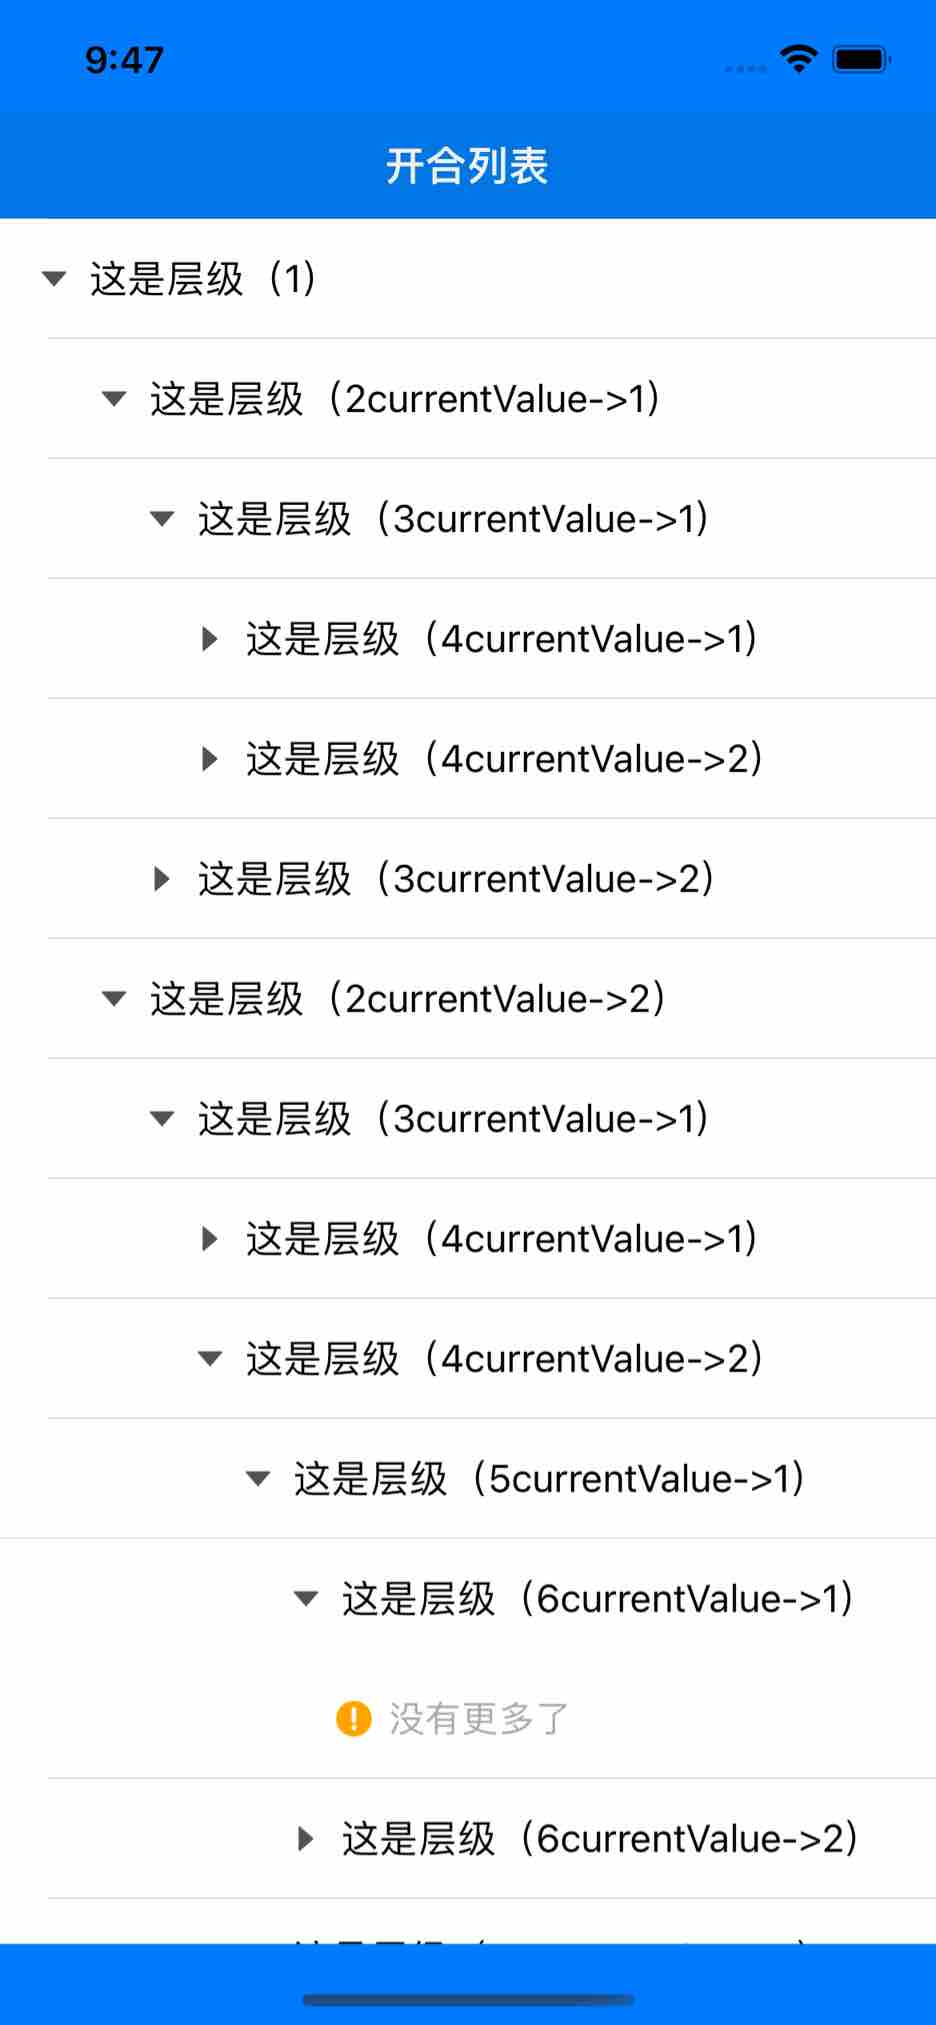 9:47
开合列表
这是层级（1）
这是层级（2currentValue->1）
这是层级（3currentValue->1）
这是层级（4currentValue->1）
这是层级（4currentValue->2）
这是层级（3currentValue->2）
这是层级（2currentValue->2）
这是层级（3currentValue->1）
这是层级（4currentValue->1）
这是层级（4currentValue->2）
这是层级（5currentValue->1）
这是层级（6currentValue->1）
没有更多了
这是层级（6currentValue->2）